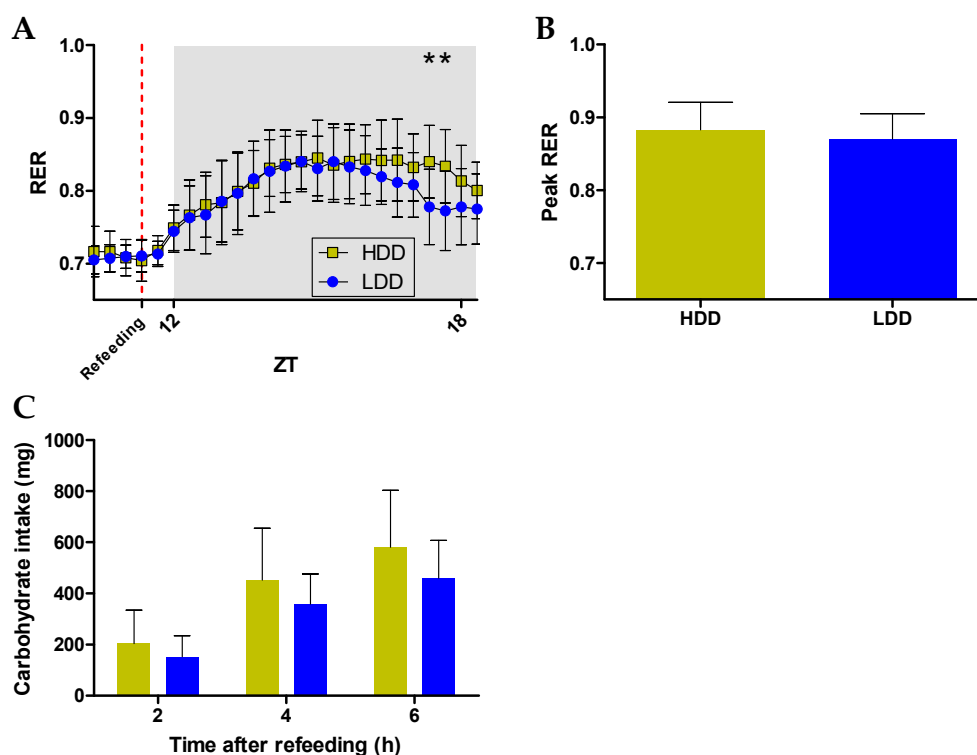 A
1.0
0.9
0.8
0.7
RER
**
HDD
LDD
Refeeding
12
18
ZT
B
1.0
0.9
0.8
0.7
Peak RER
HDD
LDD
C
1000
800
600
400
200
0
Carbohydrate intake (mg)
2
4
6
Time after refeeding (h)